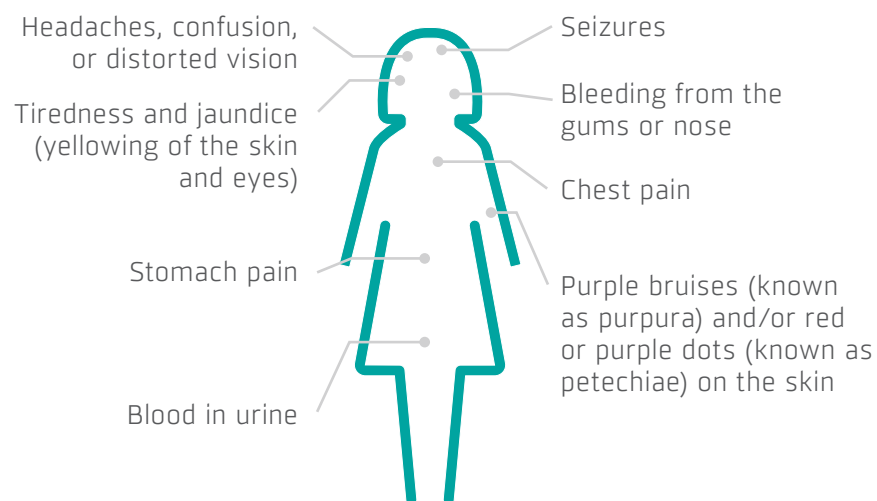 Headaches, confusion,
or distorted vision
Tiredness and jaundice
(yellowing of the skin
and eyes)
Stomach pain
Blood in urine
Seizures
Bleeding from the
gums or nose
Chest pain
Purple bruises (known
as purpura) and/or red
or purple dots (known as
petechiae) on the skin